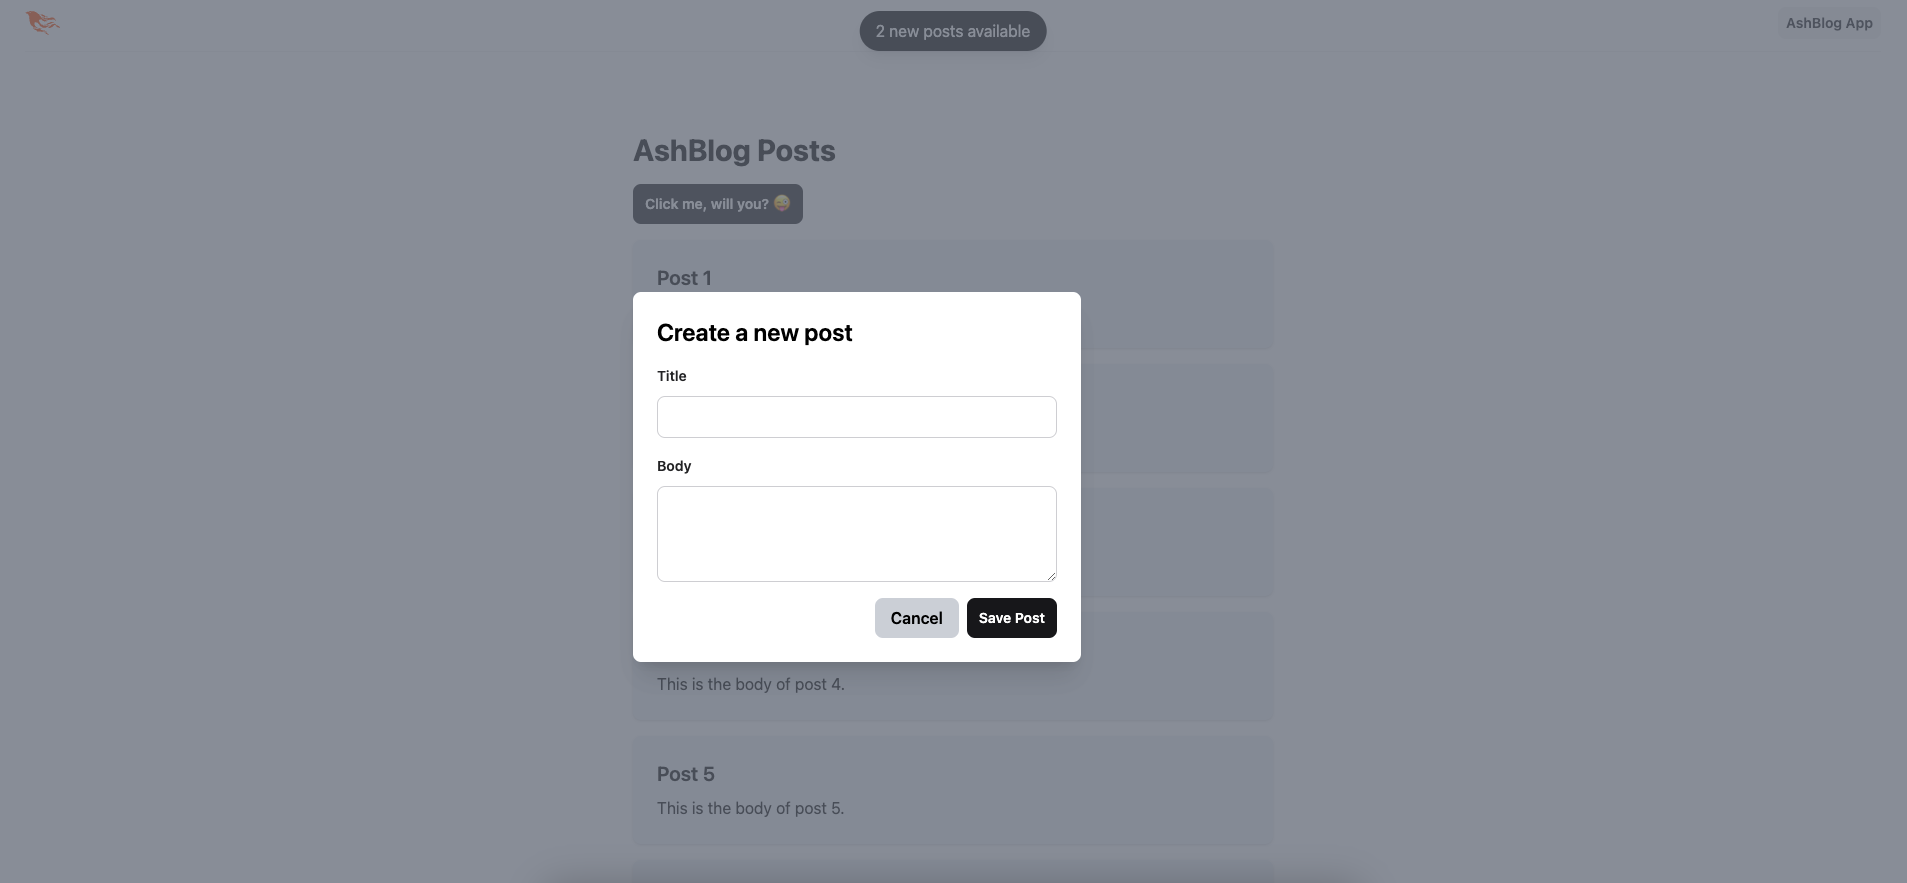 2 new posts available
AshBlog App
AshBlog Posts
Click me, will you? 😜
Post 1
Create a new post
Title
Body
Cancel
Save Post
This is the body of post 4.
Post 5
This is the body of post 5.